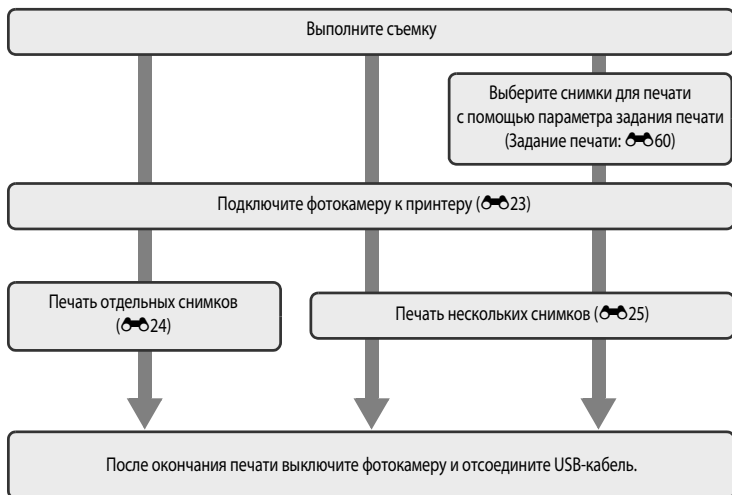 Выполните съемку
Выберите снимки для печати
с помощью параметра задания печати
(Задание печати: 60)
Подключите фотокамеру к принтеру (23)
Печать отдельных снимков
(24)
Печать нескольких снимков (25)
После окончания печати выключите фотокамеру и отсоедините USB-кабель.